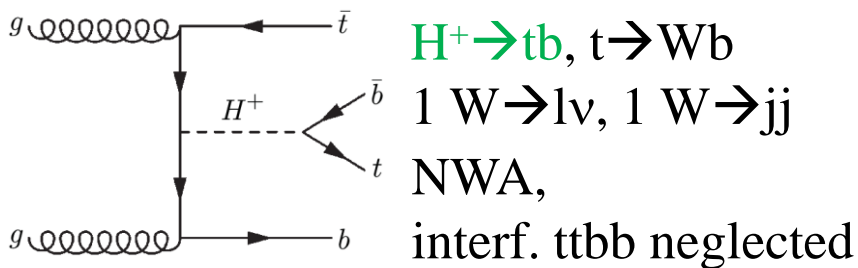 g
t̄
H⁺
b̄
t
g
b
H⁺→tb, t→Wb
1 W→lν, 1 W→jj
NWA,
interf. ttbb neglected